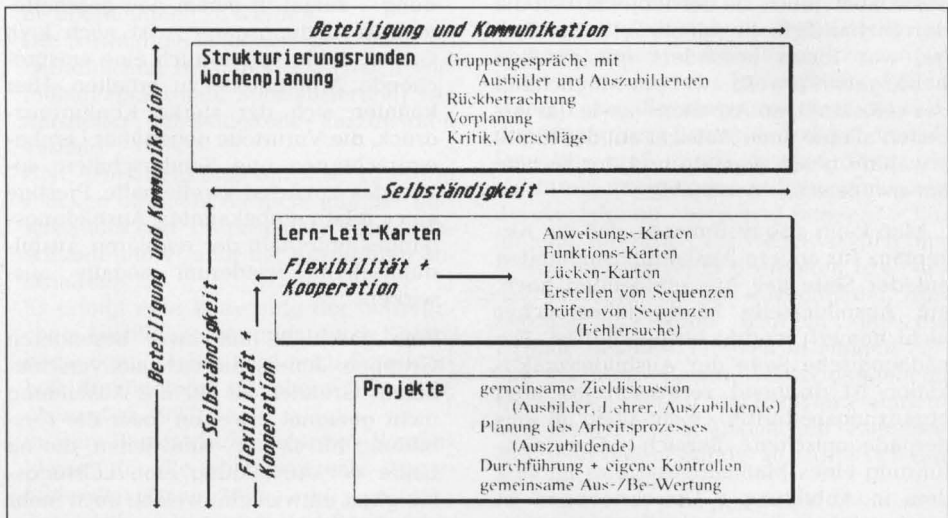 Beteiligung und Kommunikation
Strukturierungsrunden
Wochenplanung
Gruppengespräche mit
Ausbilder und Auszubildenden
Rückbetrachtung
Vorplanung
Kritik, Vorschläge
Selbständigkeit
Lern-Leit-Karten
Flexibilität +
Kooperation
Anweisungs-Karten
Funktions-Karten
Lücken-Karten
Erstellen von Sequenzen
Prüfen von Sequenzen
(Fehlersuche)
Projekte
gemeinsame Zieldiskussion
(Ausbilder, Lehrer, Auszubildende)
Planung des Arbeitsprozesses
(Auszubildende)
Durchführung + eigene Kontrollen
gemeinsame Aus-/Be-Wertung
Beteiligung und Kommunikation
Selbständigkeit
Flexibilität +
Kooperation